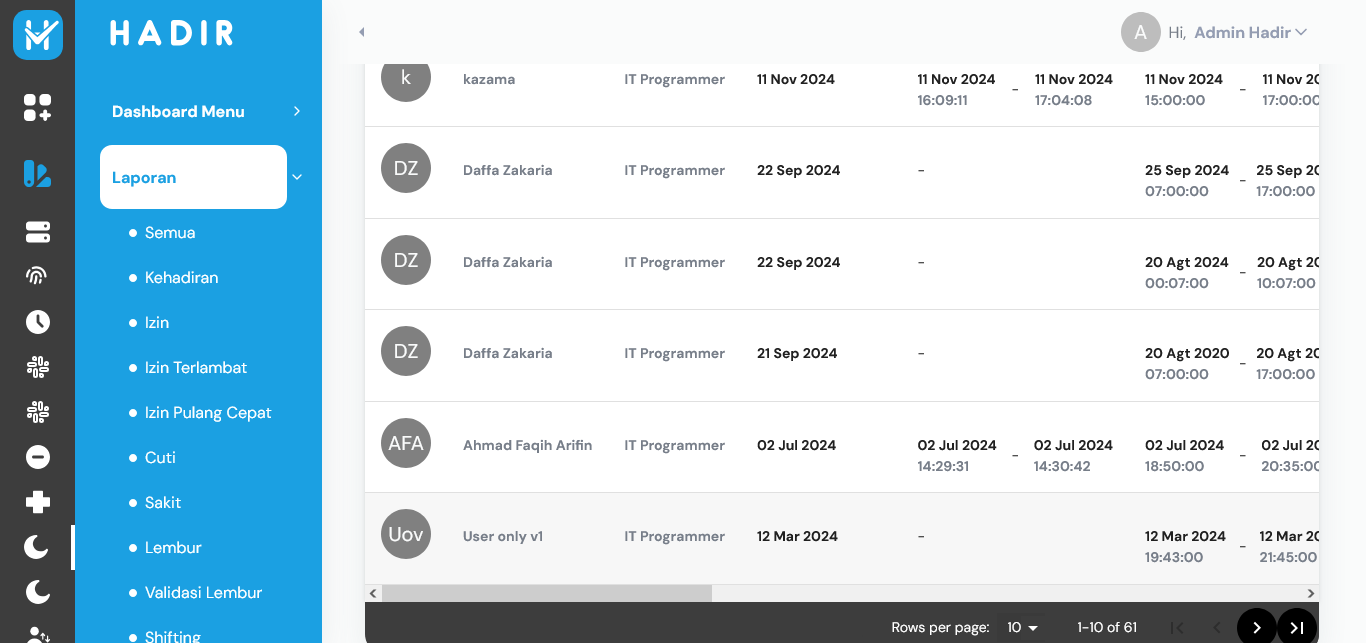 HADIR
A Hi, Admin Hadir
Dashboard Menu
Laporan
Semua
Kehadiran
Izin
Izin Terlambat
Izin Pulang Cepat
Cuti
Sakit
Lembur
Validasi Lembur
Shifting
k kazama IT Programmer 11 Nov 2024 11 Nov 2024 - 11 Nov 2024 11 Nov 2024 - 11 Nov 20
16:09:11 17:04:08 15:00:00 17:00:00
DZ Daffa Zakaria IT Programmer 22 Sep 2024 - 25 Sep 2024 - 25 Sep 20
07:00:00 17:00:00
DZ Daffa Zakaria IT Programmer 22 Sep 2024 - 20 Agt 2024 - 20 Agt 20
00:07:00 10:07:00
DZ Daffa Zakaria IT Programmer 21 Sep 2024 - 20 Agt 2020 - 20 Agt 20
07:00:00 17:00:00
AFA Ahmad Faqih Arifin IT Programmer 02 Jul 2024 02 Jul 2024 - 02 Jul 2024 02 Jul 2024 - 02 Jul 20
14:29:31 14:30:42 18:50:00 20:35:00
Uov User only v1 IT Programmer 12 Mar 2024 - 12 Mar 2024 - 12 Mar 20
19:43:00 21:45:00
Rows per page: 10 1-10 of 61